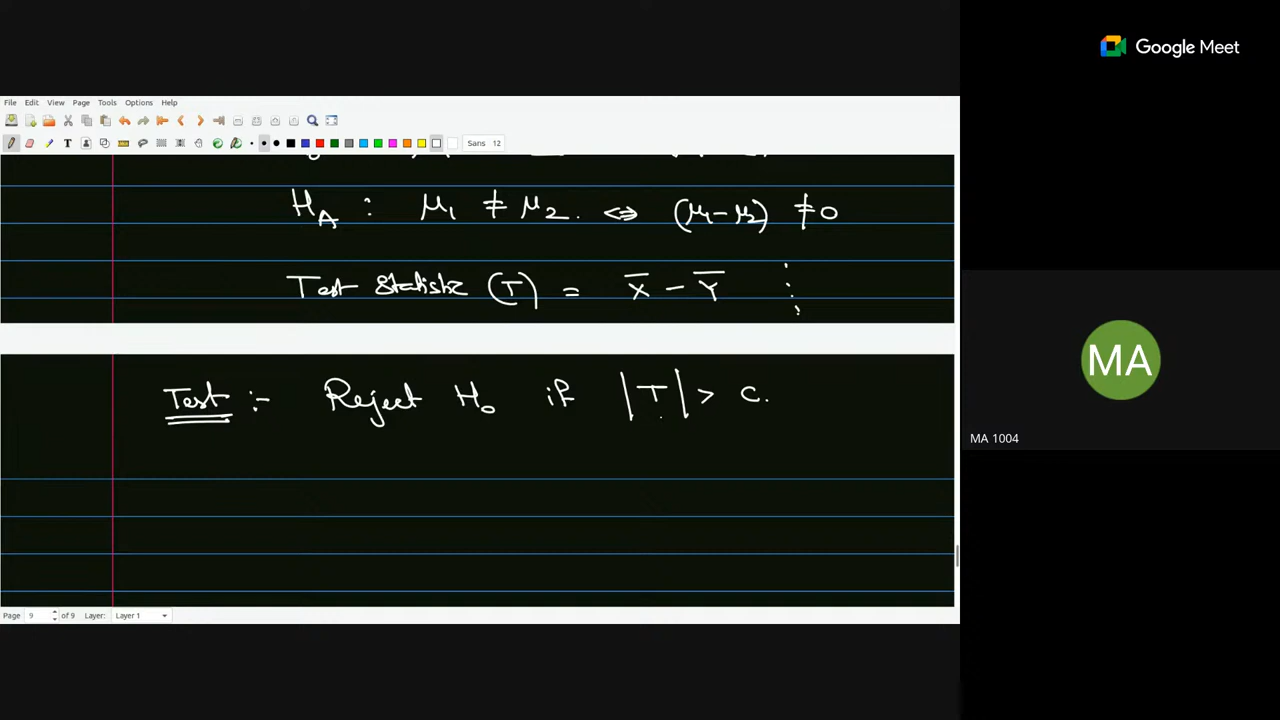 Google Meet
File Edit View Page Tools Options Help
Sans 12
H_A : μ₁ ≠ μ₂. ⇔ (μ₁ - μ₂) ≠ 0
Test Statistic (T) = X̅ - Y̅ :
Test :- Reject H₀ if |T| > c.
MA
MA 1004
Page 9 of 9 Layer: Layer 1